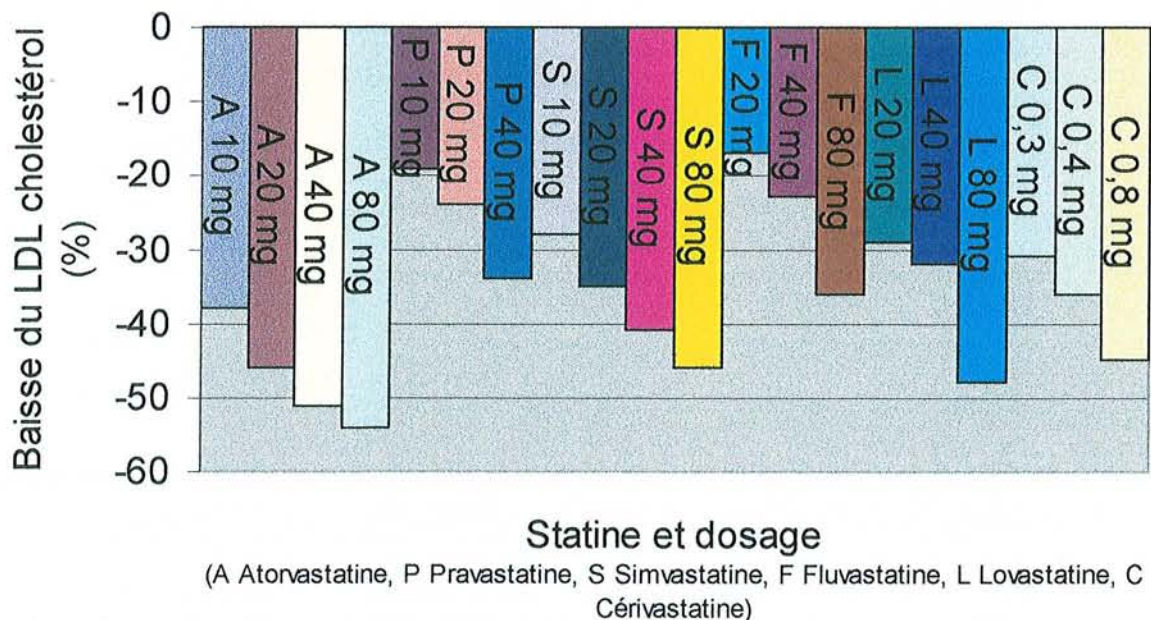 Baisse du LDL cholestérol
(%)
0
-10
-20
-30
-40
-50
-60
A 10 mg
A 20 mg
A 40 mg
A 80 mg
P 10 mg
P 20 mg
P 40 mg
S 10 mg
S 20 mg
S 40 mg
S 80 mg
F 20 mg
F 40 mg
F 80 mg
L 20 mg
L 40 mg
L 80 mg
C 0,3 mg
C 0,4 mg
C 0,8 mg
Statine et dosage
(A Atorvastatine, P Pravastatine, S Simvastatine, F Fluvastatine, L Lovastatine, C
Cérivastatine)